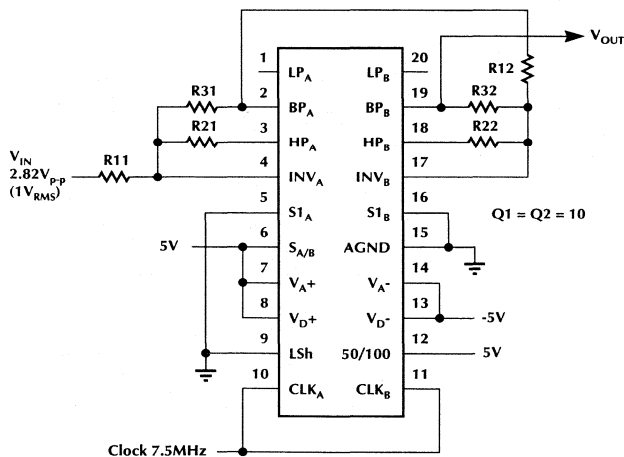 V_OUT
1 LP_A LP_B 20
R12
R31 2 BP_A BP_B 19 R32
R21 3 HP_A HP_B 18 R22
V_IN
2.82V_p-p
(1V_RMS)
R11
4 INV_A INV_B 17
5 S1_A S1_B 16
Q1 = Q2 = 10
5V 6 S_A/B AGND 15
7 V_A+ V_A- 14
8 V_D+ V_D- 13 -5V
9 LSh 50/100 12 5V
10 CLK_A CLK_B 11
Clock 7.5MHz